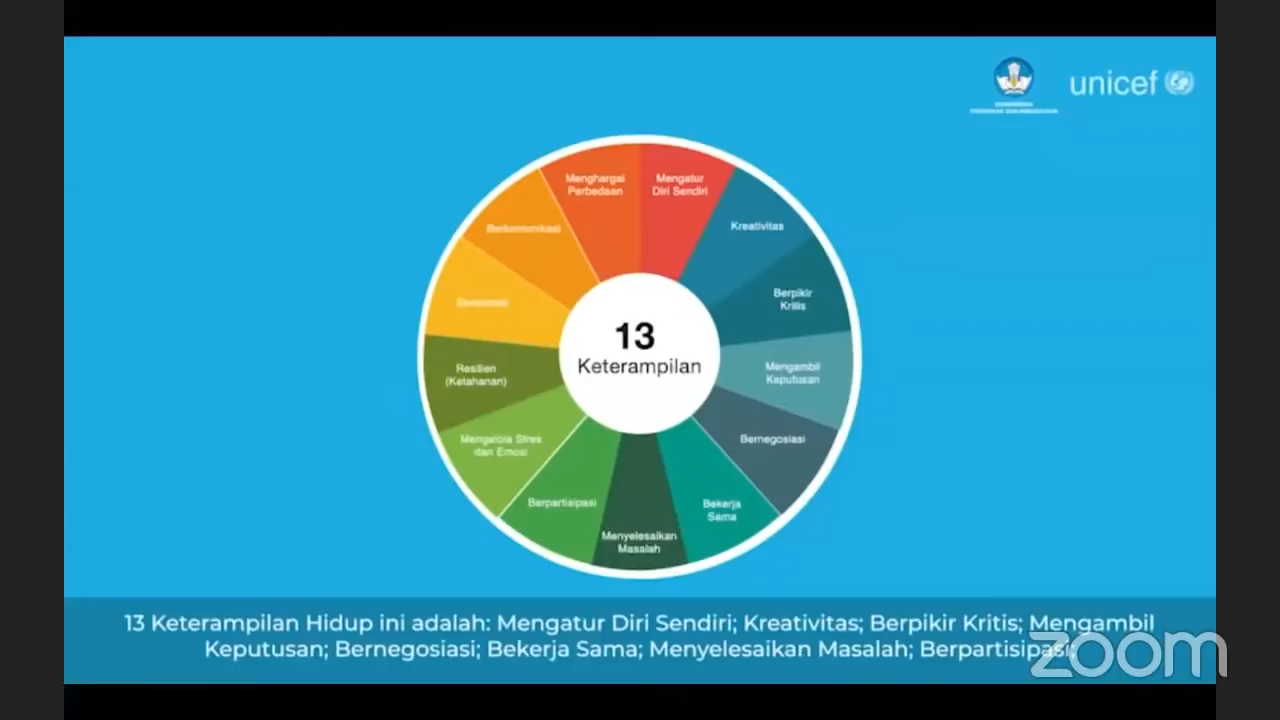 unicef
Menghargai
Perbedaan
Mengatur
Diri Sendiri
Kreativitas
Berkomunikasi
Berpikir
Kritis
13
Keterampilan
Mengambil
Keputusan
Resilien
(Ketahanan)
Mengelola Stres
dan Emosi
Bernegosiasi
Berpartisipasi
Bekerja
Sama
Menyelesaikan
Masalah
13 Keterampilan Hidup ini adalah: Mengatur Diri Sendiri; Kreativitas; Berpikir Kritis; Mengambil
Keputusan; Bernegosiasi; Bekerja Sama; Menyelesaikan Masalah; Berpartisipasi;
zoom